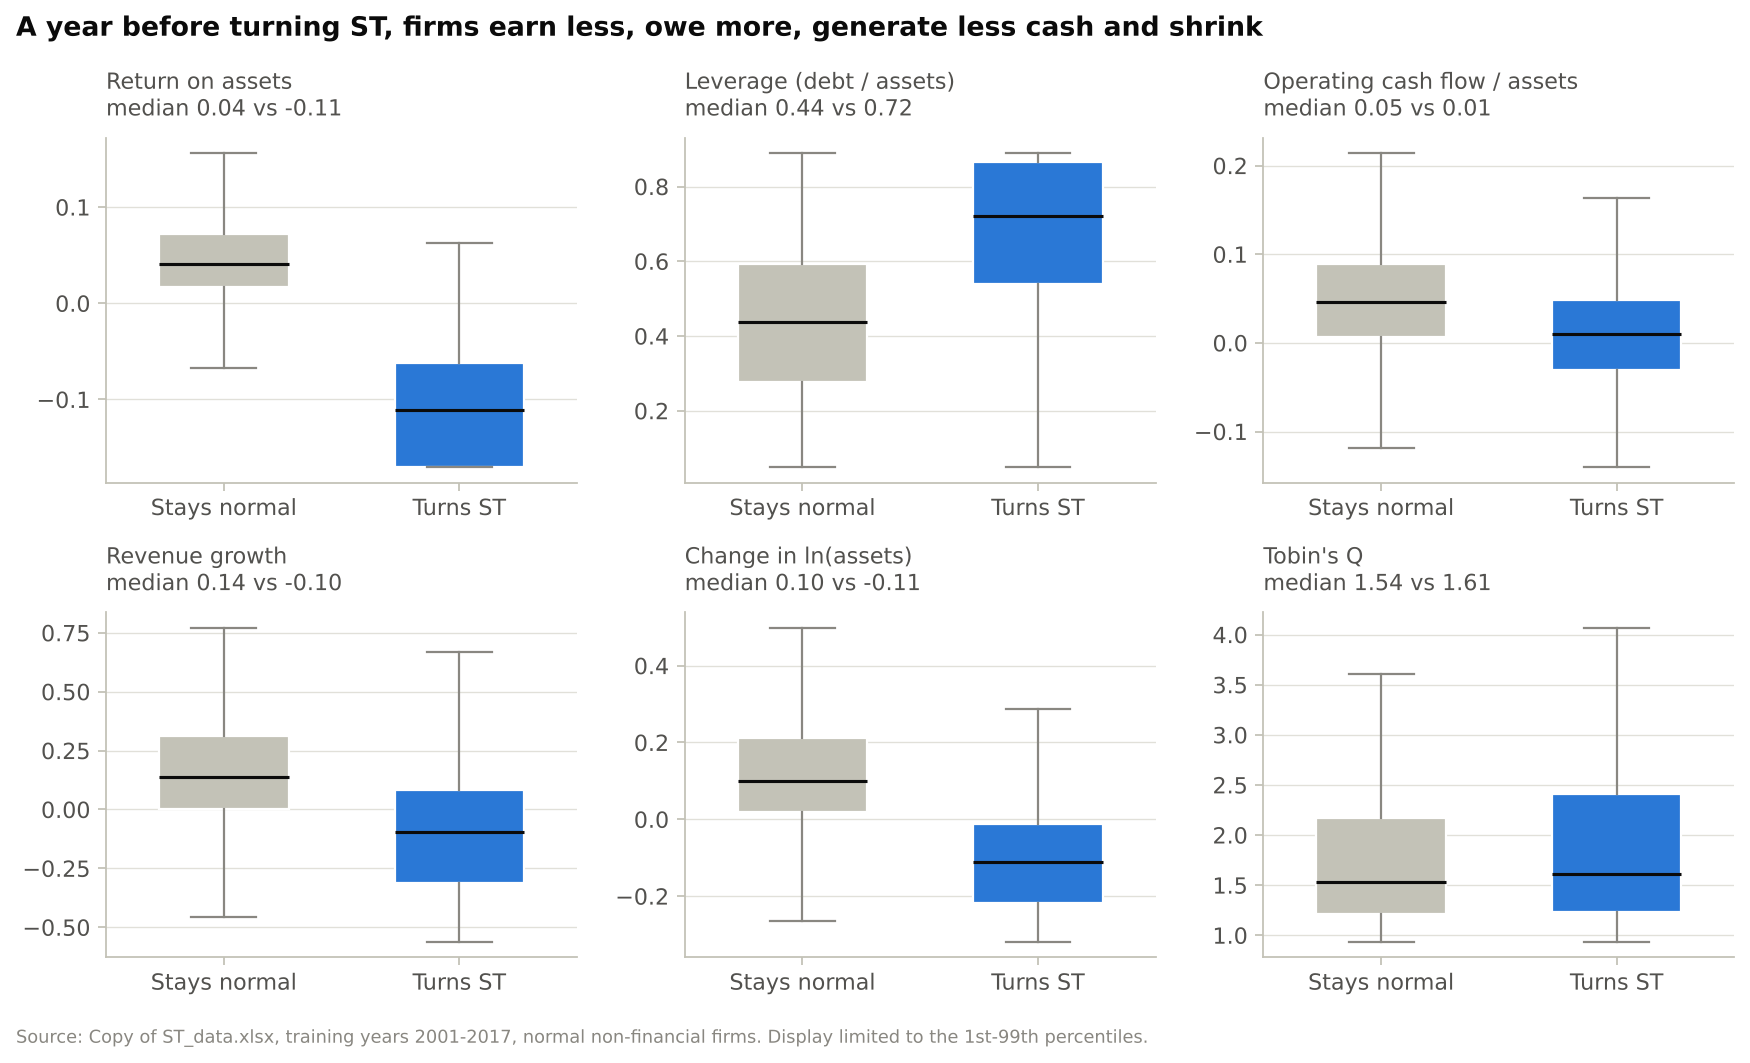 A year before turning ST, firms earn less, owe more, generate less cash and shrink
Return on assets
median 0.04 vs -0.11
0.1
0.0
−0.1
Stays normal
Turns ST
Leverage (debt / assets)
median 0.44 vs 0.72
0.8
0.6
0.4
0.2
Stays normal
Turns ST
Operating cash flow / assets
median 0.05 vs 0.01
0.2
0.1
0.0
−0.1
Stays normal
Turns ST
Revenue growth
median 0.14 vs -0.10
0.75
0.50
0.25
0.00
−0.25
−0.50
Stays normal
Turns ST
Change in ln(assets)
median 0.10 vs -0.11
0.4
0.2
0.0
−0.2
Stays normal
Turns ST
Tobin's Q
median 1.54 vs 1.61
4.0
3.5
3.0
2.5
2.0
1.5
1.0
Stays normal
Turns ST
Source: Copy of ST_data.xlsx, training years 2001-2017, normal non-financial firms. Display limited to the 1st-99th percentiles.